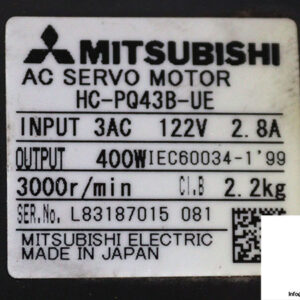 MITSUBISHI
AC SERVO MOTOR
HC-PQ43B-UE
INPUT 3AC 122V 2.8A
OUTPUT 400W IEC60034-1'99
3000r/min Cl.B 2.2kg
SER.No. L83187015 081
MITSUBISHI ELECTRIC
MADE IN JAPAN